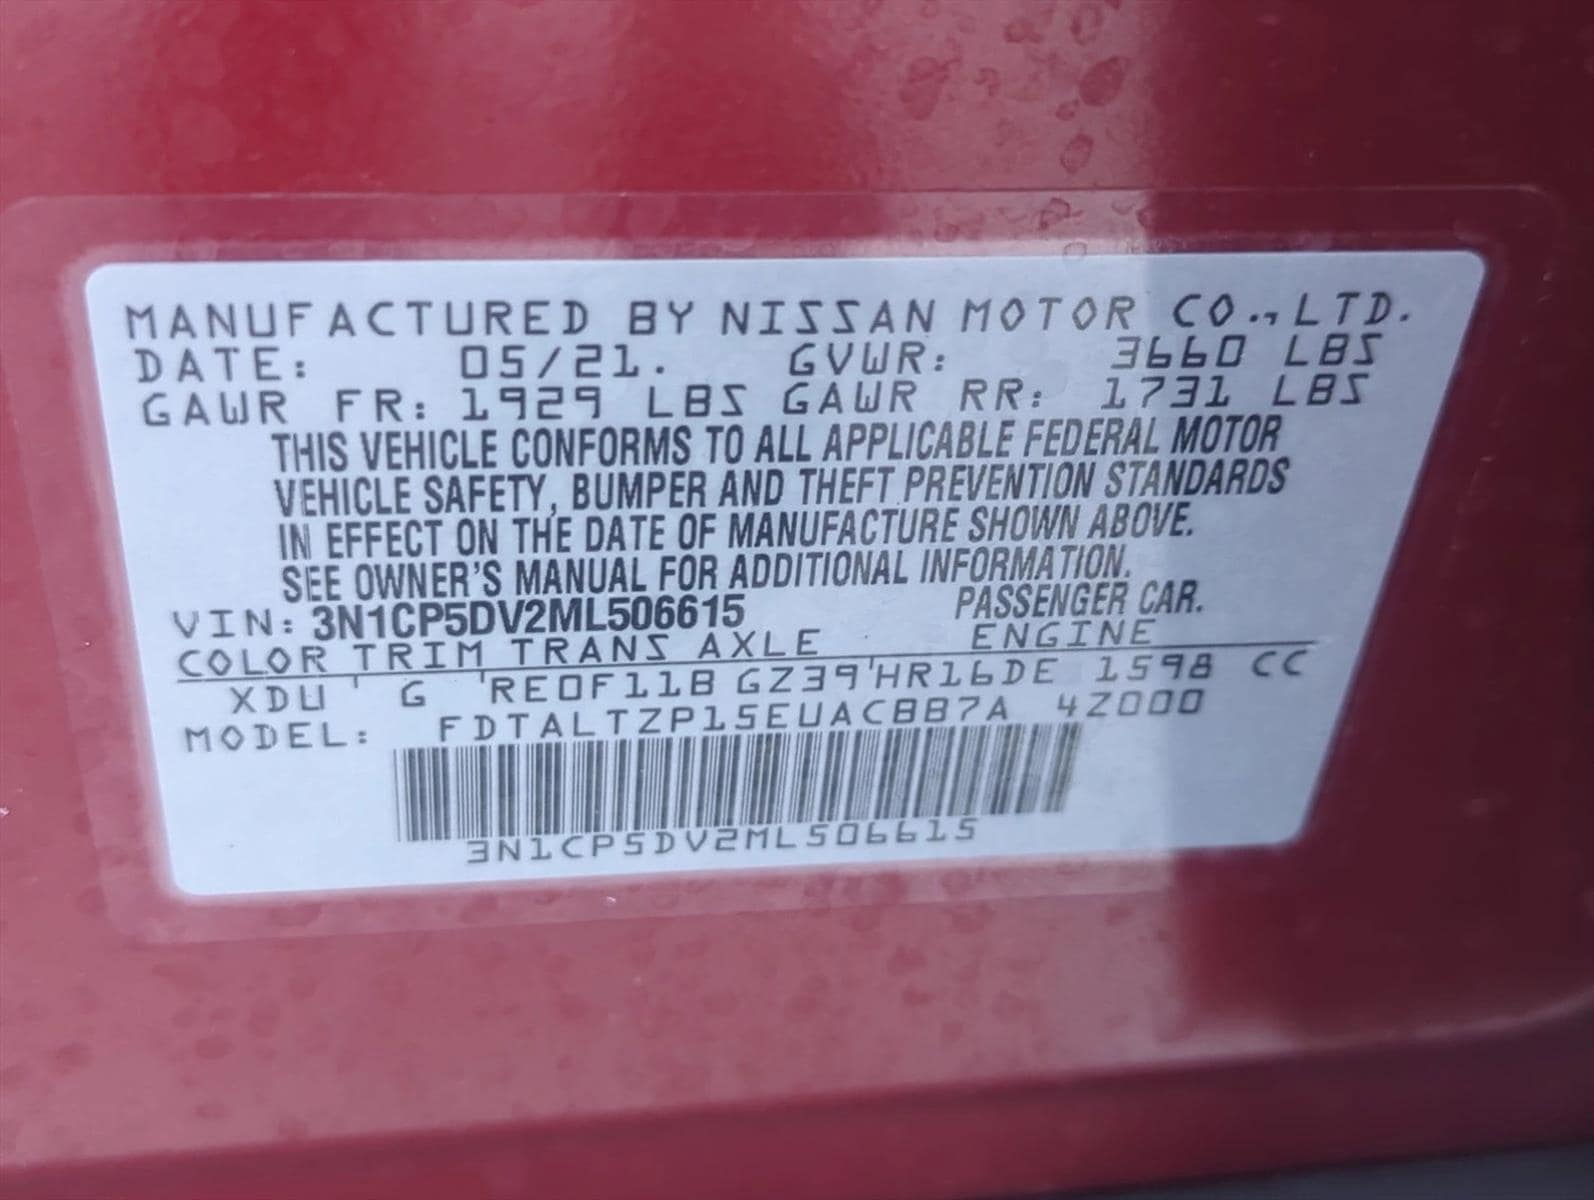 MANUFACTURED BY NISSAN MOTOR CO., LTD.
DATE: 05/21. GVWR: 3660 LBS
GAWR FR: 1929 LBS GAWR RR: 1731 LBS
THIS VEHICLE CONFORMS TO ALL APPLICABLE FEDERAL MOTOR
VEHICLE SAFETY, BUMPER AND THEFT PREVENTION STANDARDS
IN EFFECT ON THE DATE OF MANUFACTURE SHOWN ABOVE.
SEE OWNER'S MANUAL FOR ADDITIONAL INFORMATION.
VIN: 3N1CP5DV2ML506615 PASSENGER CAR.
COLOR TRIM TRANS AXLE ENGINE
XDU ' G 'RE0F11B GZ39'HR16DE 1598 CC
MODEL: FDTALTZP15EUACBB7A 4Z000
3N1CP5DV2ML506615